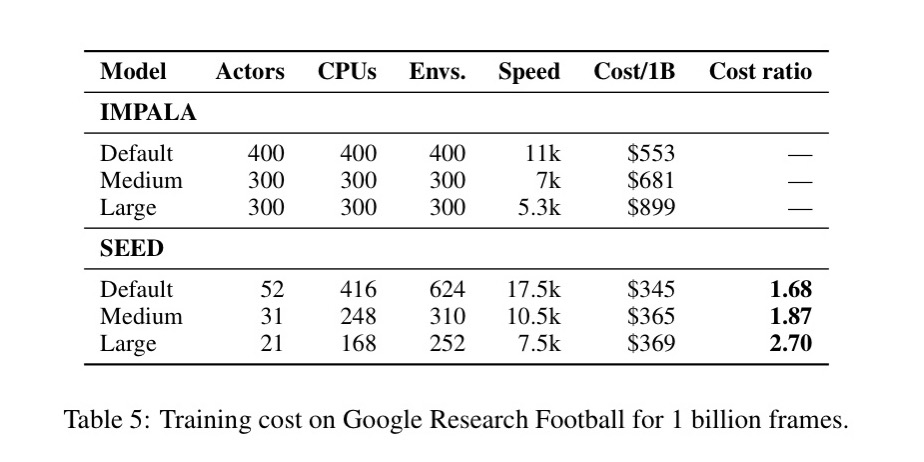 Model Actors CPUs Envs. Speed Cost/1B Cost ratio
IMPALA
Default 400 400 400 11k $553 —
Medium 300 300 300 7k $681 —
Large 300 300 300 5.3k $899 —
SEED
Default 52 416 624 17.5k $345 1.68
Medium 31 248 310 10.5k $365 1.87
Large 21 168 252 7.5k $369 2.70
Table 5: Training cost on Google Research Football for 1 billion frames.